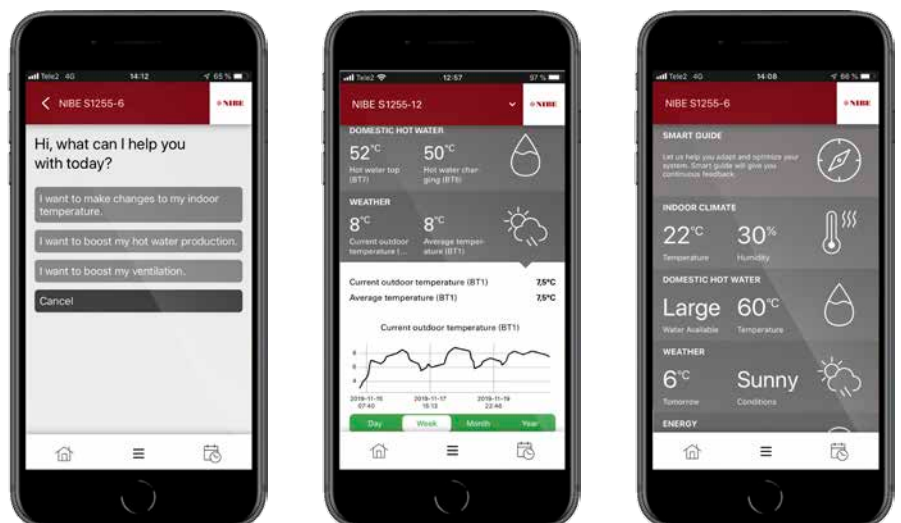 Tele2 4G 14:12 65 %
NIBE S1255-6
NIBE
Hi, what can I help you
with today?
I want to make changes to my indoor
temperature.
I want to boost my hot water production.
I want to boost my ventilation.
Cancel
Tele2 12:57 97 %
NIBE S1255-12
NIBE
DOMESTIC HOT WATER
52°C 50°C
Hot water top Hot water char-
(BT7) ging (BT6)
WEATHER
8°C 8°C
Current outdoor Average temper-
temperature (... ature (BT1)
Current outdoor temperature (BT1) 7,5°C
Average temperature (BT1) 7,5°C
Current outdoor temperature (BT1)
8
6
4
2019-11-15 2019-11-17 2019-11-19
07:40 15:13 22:46
Day Week Month Year
Tele2 4G 14:08 66 %
NIBE S1255-6
NIBE
SMART GUIDE
Let us help you adapt and optimize your
system. Smart guide will give you
continuous feedback.
INDOOR CLIMATE
22°C 30%
Temperature Humidity
DOMESTIC HOT WATER
Large 60°C
Water Available Temperature
WEATHER
6°C Sunny
Tomorrow Conditions
ENERGY